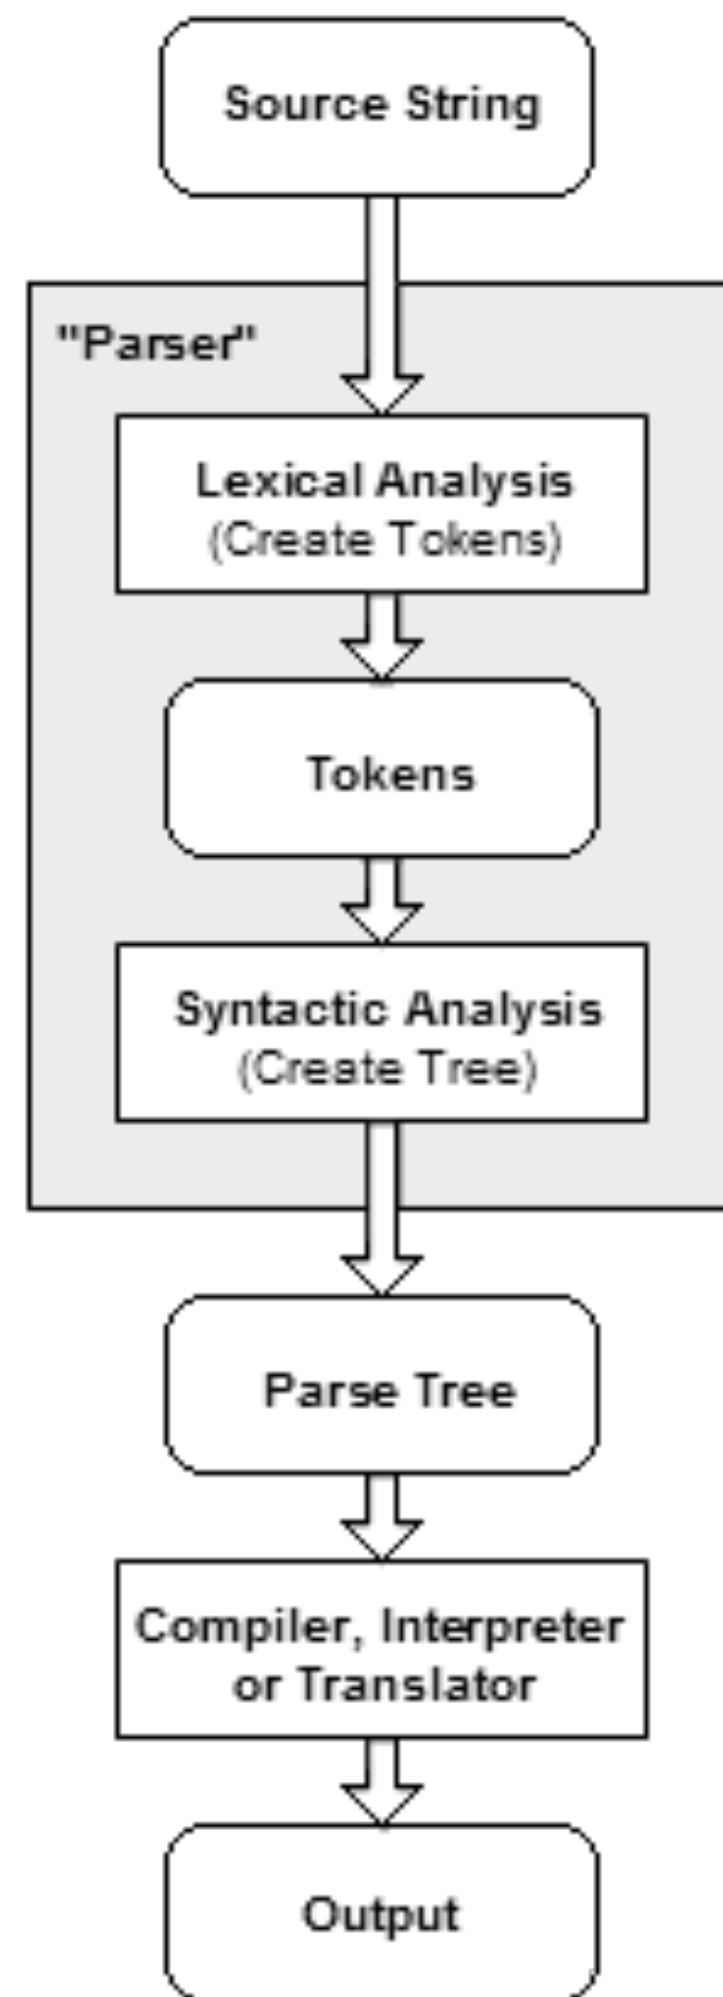 Source String
"Parser"
Lexical Analysis
(Create Tokens)
Tokens
Syntactic Analysis
(Create Tree)
Parse Tree
Compiler, Interpreter
or Translator
Output